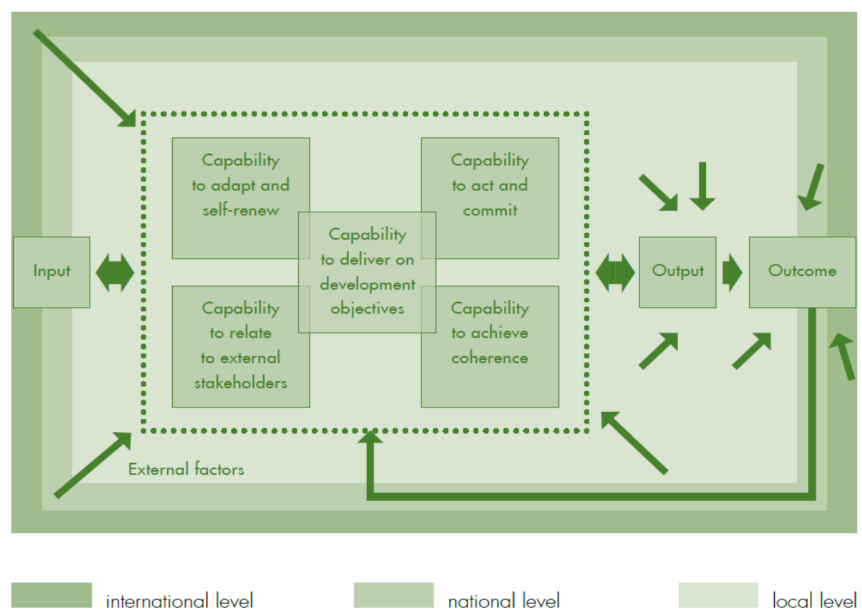 Capability
to adapt and
self-renew
Capability
to act and
commit
Capability
to deliver on
development
objectives
Input
Output
Outcome
Capability
to relate
to external
stakeholders
Capability
to achieve
coherence
External factors
international level
national level
local level